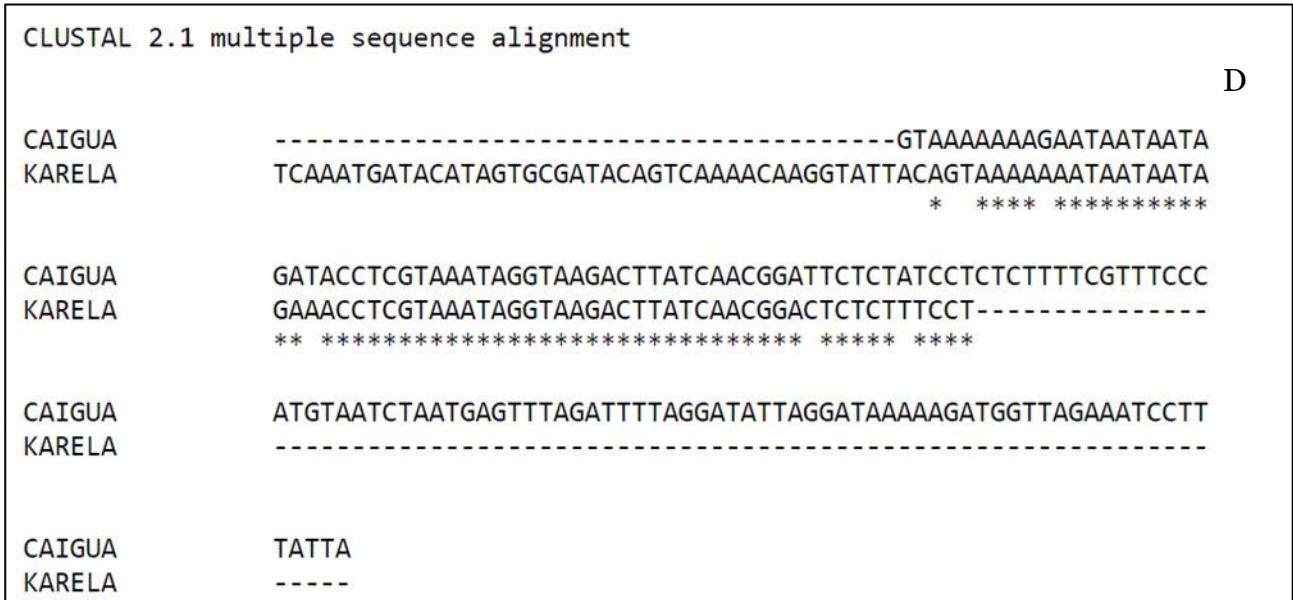 CLUSTAL 2.1 multiple sequence alignment
D
CAIGUA ----------------------------------------GTAAAAAAAGAATAATAATA
KARELA TCAAATGATACATAGTGCGATACAGTCAAAACAAGGTATTACAGTAAAAAAATAATAATA
*  **** **********
CAIGUA GATACCTCGTAAATAGGTAAGACTTATCAACGGATTCTCTATCCTCTCTTTTCGTTTCCC
KARELA GAAACCTCGTAAATAGGTAAGACTTATCAACGGACTCTCTTTCCT---------------
** ******************************* ***** ****
CAIGUA ATGTAATCTAATGAGTTTAGATTTTAGGATATTAGGATAAAAAGATGGTTAGAAATCCTT
KARELA ------------------------------------------------------------
CAIGUA TATTA
KARELA -----